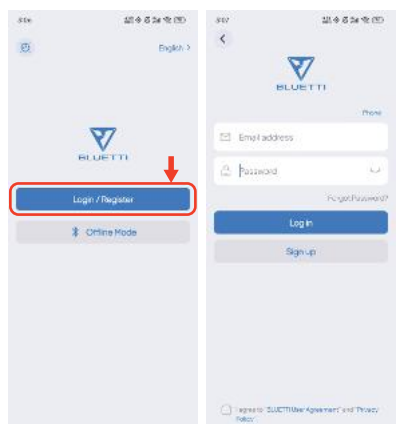 English >
BLUETTI
Login / Register
Offline Mode
BLUETTI
Phone
Email address
Password
Forgot Password?
Log in
Sign up
I agree to "BLUETTI User Agreement" and "Privacy
Policy".